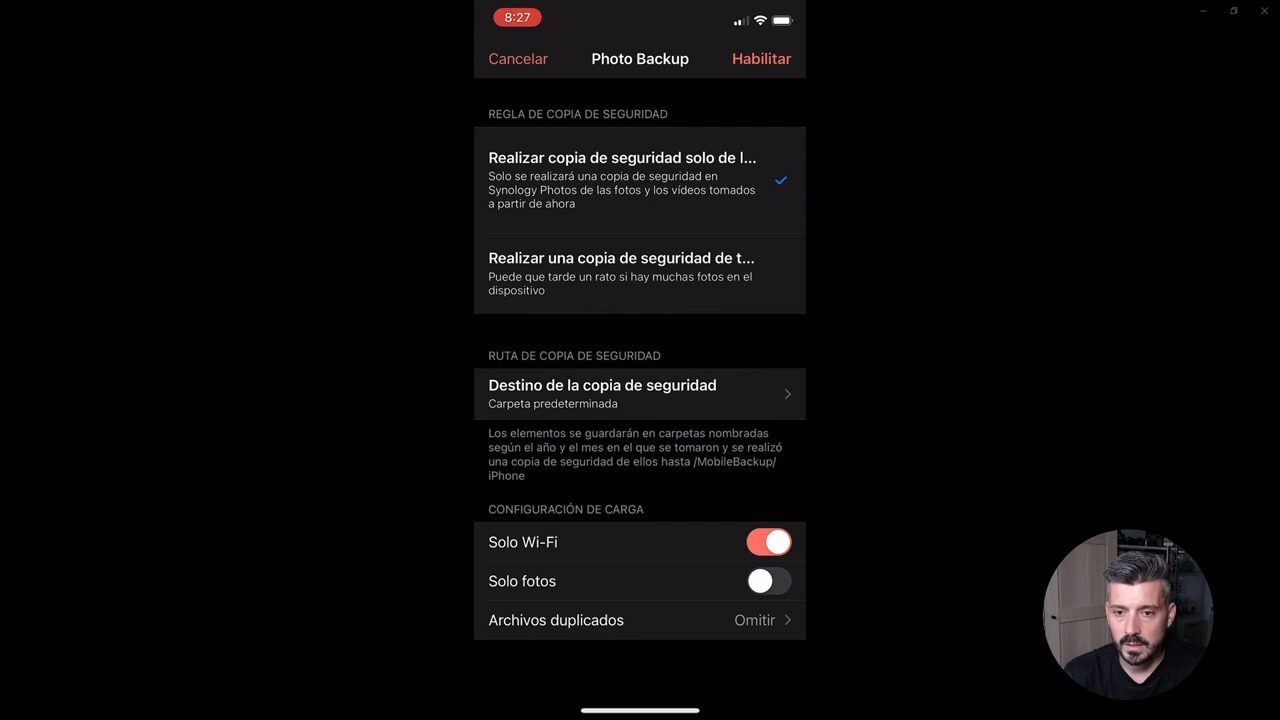 8:27
Cancelar
Photo Backup
Habilitar
REGLA DE COPIA DE SEGURIDAD
Realizar copia de seguridad solo de l...
Solo se realizará una copia de seguridad en
Synology Photos de las fotos y los vídeos tomados
a partir de ahora
Realizar una copia de seguridad de t...
Puede que tarde un rato si hay muchas fotos en el
dispositivo
RUTA DE COPIA DE SEGURIDAD
Destino de la copia de seguridad
Carpeta predeterminada
Los elementos se guardarán en carpetas nombradas
según el año y el mes en el que se tomaron y se realizó
una copia de seguridad de ellos hasta /MobileBackup/
iPhone
CONFIGURACIÓN DE CARGA
Solo Wi-Fi
Solo fotos
Archivos duplicados
Omitir